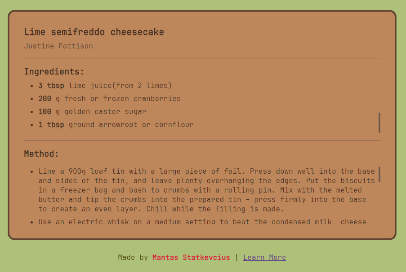 Lime semifreddo cheesecake
Justine Pattison
Ingredients:
• 3 tbsp lime juice(from 2 limes)
• 200 g fresh or frozen cranberries
• 100 g golden caster sugar
• 1 tbsp ground arrowroot or cornflour
Method:
• Line a 900g loaf tin with a large piece of foil. Press down well into the base
and sides of the tin, and leave plenty overhanging the edges. Put the biscuits
in a freezer bag and bash to crumbs with a rolling pin. Mix with the melted
butter and tip the crumbs into the prepared tin – press firmly into the base
to create an even layer. Chill while the filling is made.
• Use an electric whisk on a medium setting to beat the condensed milk, cheese
Made by Mantas Statkevcius | Learn More